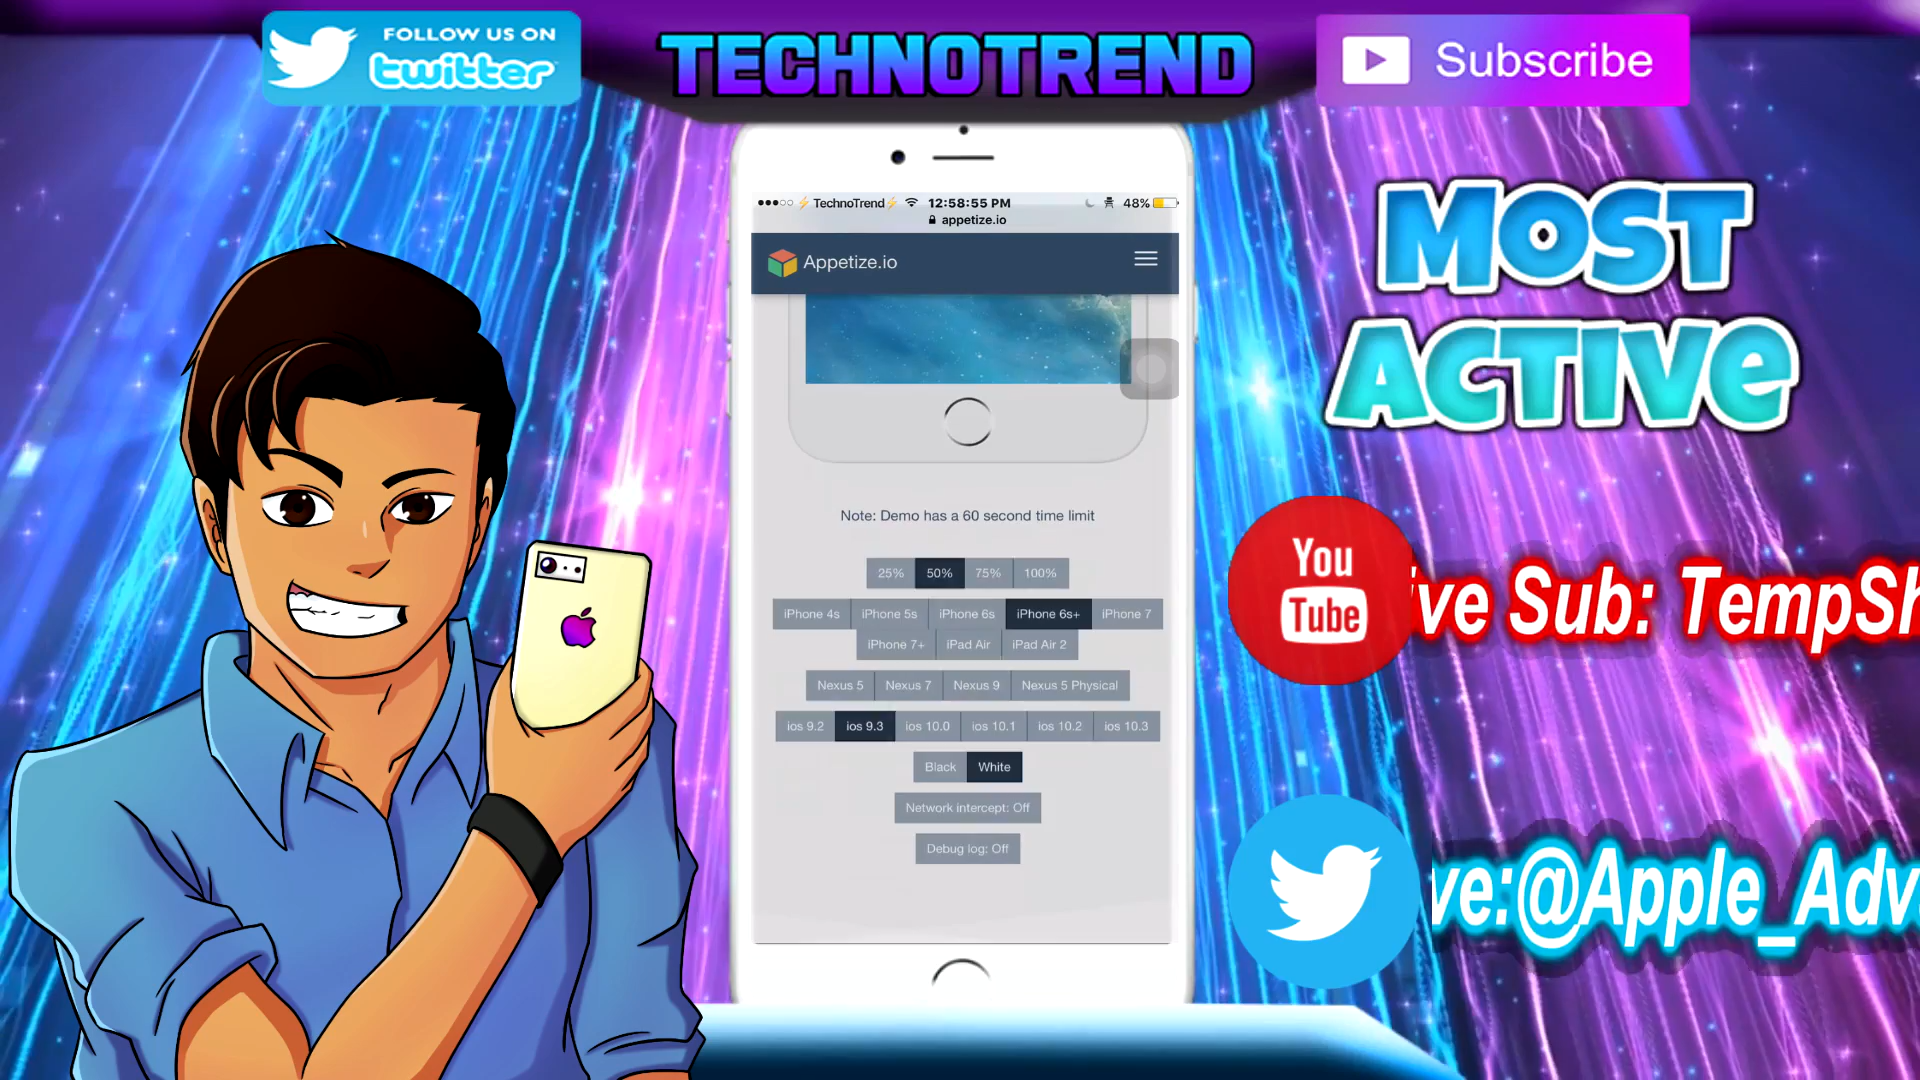 FOLLOW US ON
twitter
TECHNOTREND
Subscribe
⚡ TechnoTrend⚡ 12:58:55 PM 48%
appetize.io
Appetize.io
Note: Demo has a 60 second time limit
25% 50% 75% 100%
iPhone 4s iPhone 5s iPhone 6s iPhone 6s+ iPhone 7
iPhone 7+ iPad Air iPad Air 2
Nexus 5 Nexus 7 Nexus 9 Nexus 5 Physical
ios 9.2 ios 9.3 ios 10.0 ios 10.1 ios 10.2 ios 10.3
Black White
Network intercept: Off
Debug log: Off
MOST
ACTIVE
You
Tube
ive Sub: TempSh
ve:@Apple_Adv